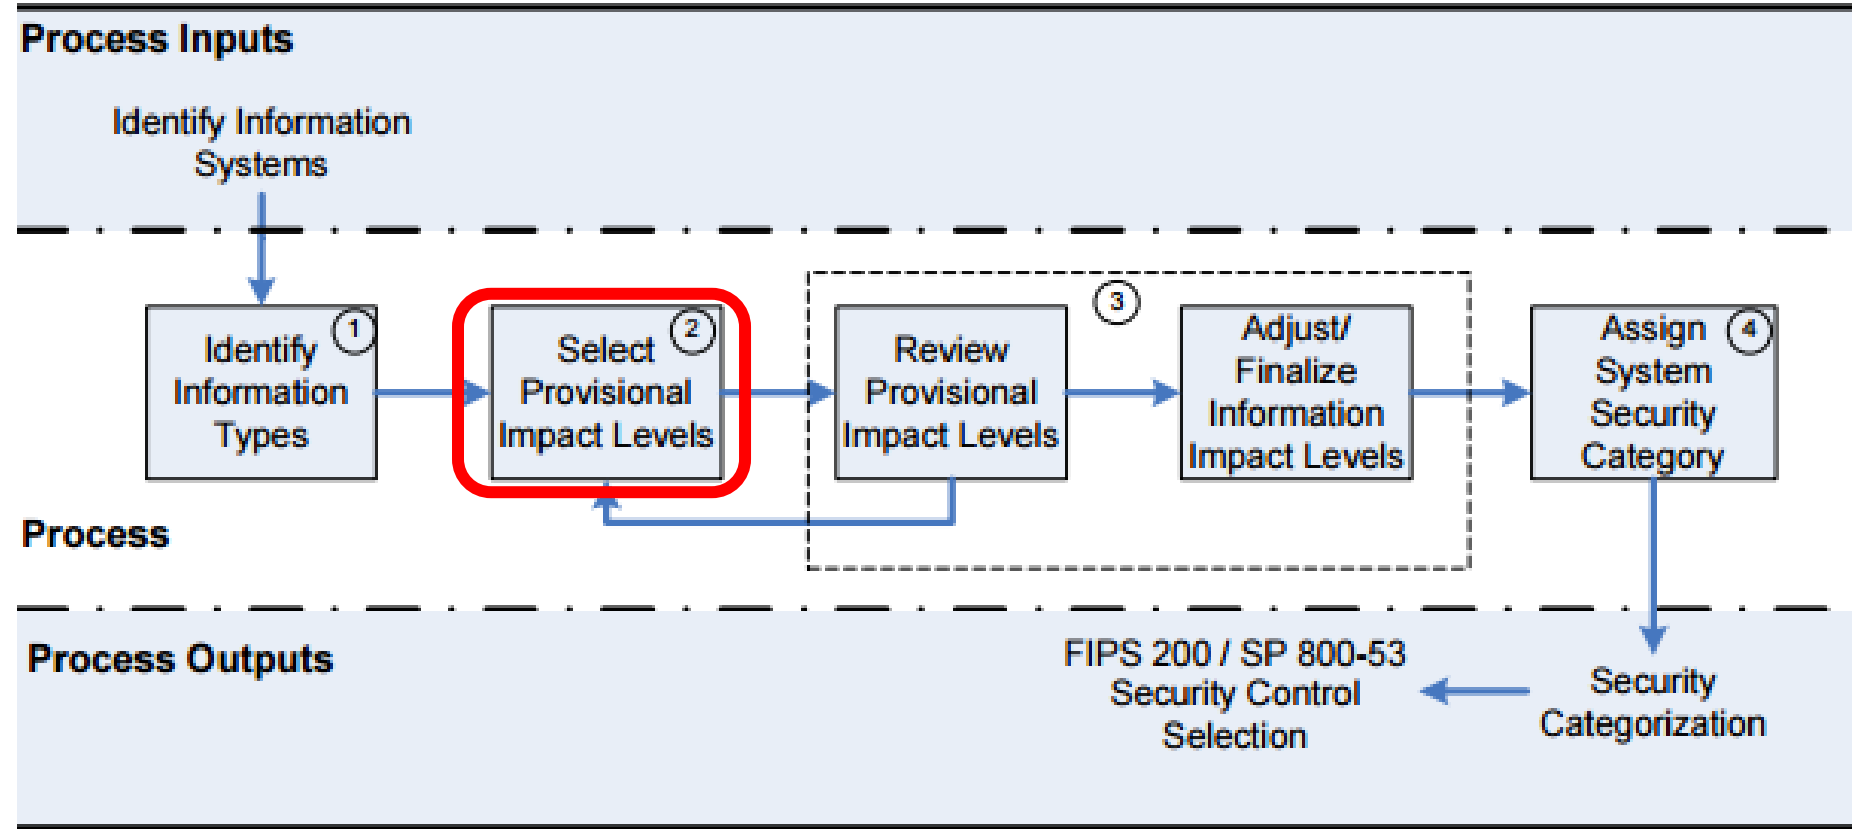 Process Inputs
Identify Information
Systems
1
Identify
Information
Types
2
Select
Provisional
Impact Levels
3
Review
Provisional
Impact Levels
Adjust/
Finalize
Information
Impact Levels
4
Assign
System
Security
Category
Process
Process Outputs
FIPS 200 / SP 800-53
Security Control
Selection
Security
Categorization